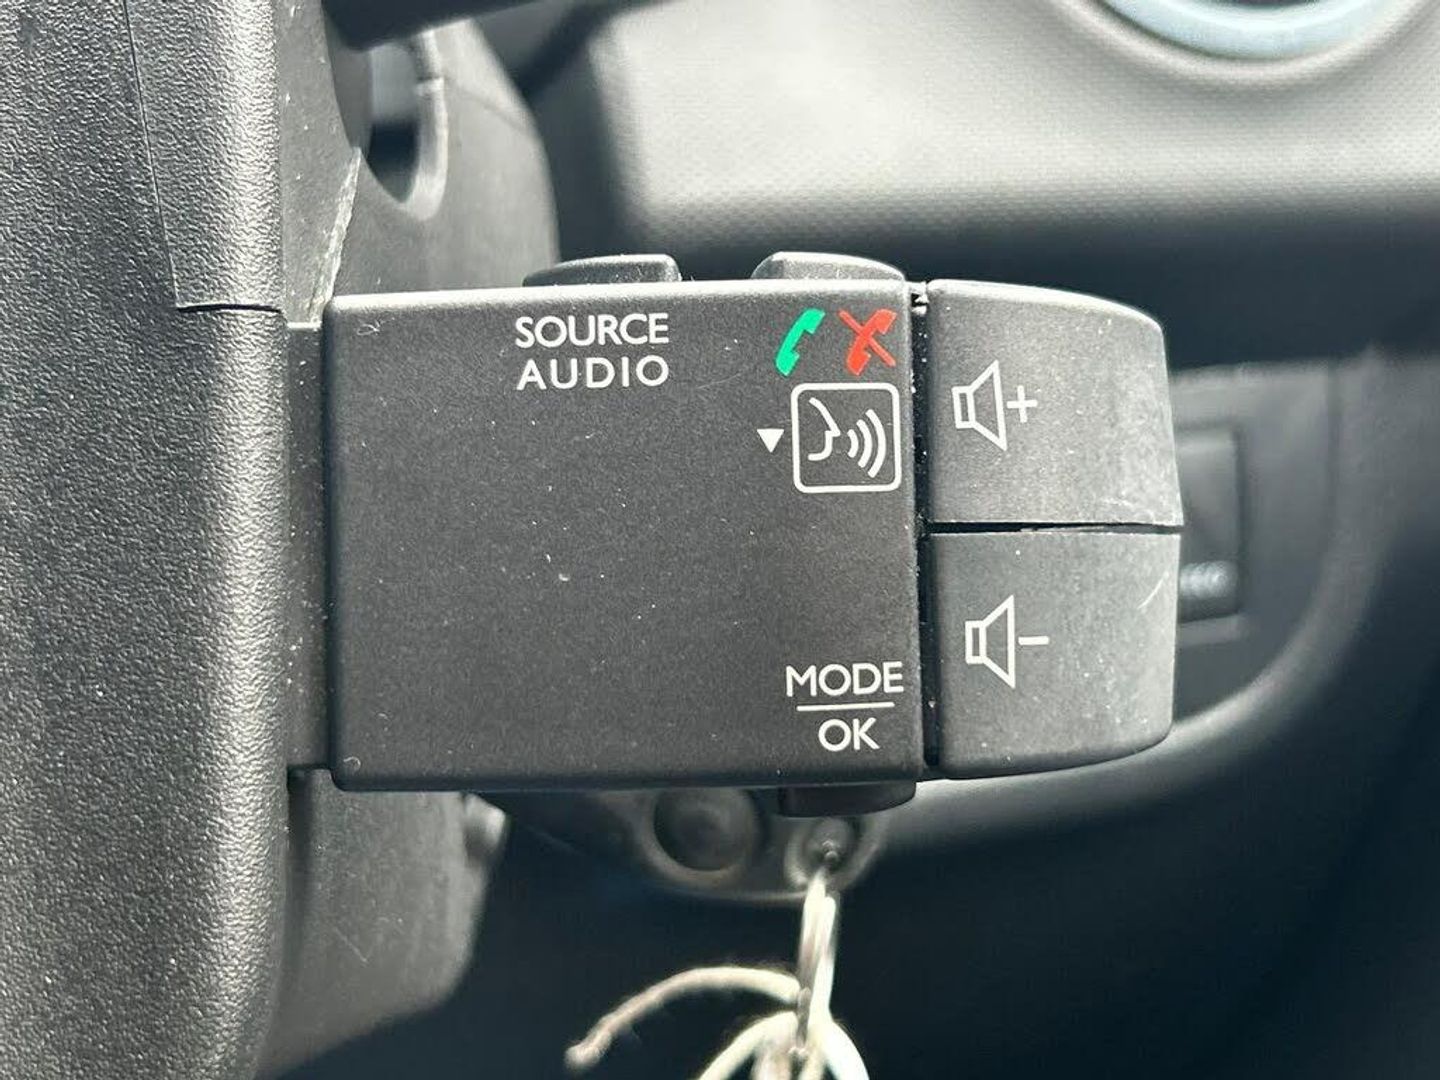 SOURCE
AUDIO
+
-
MODE
OK